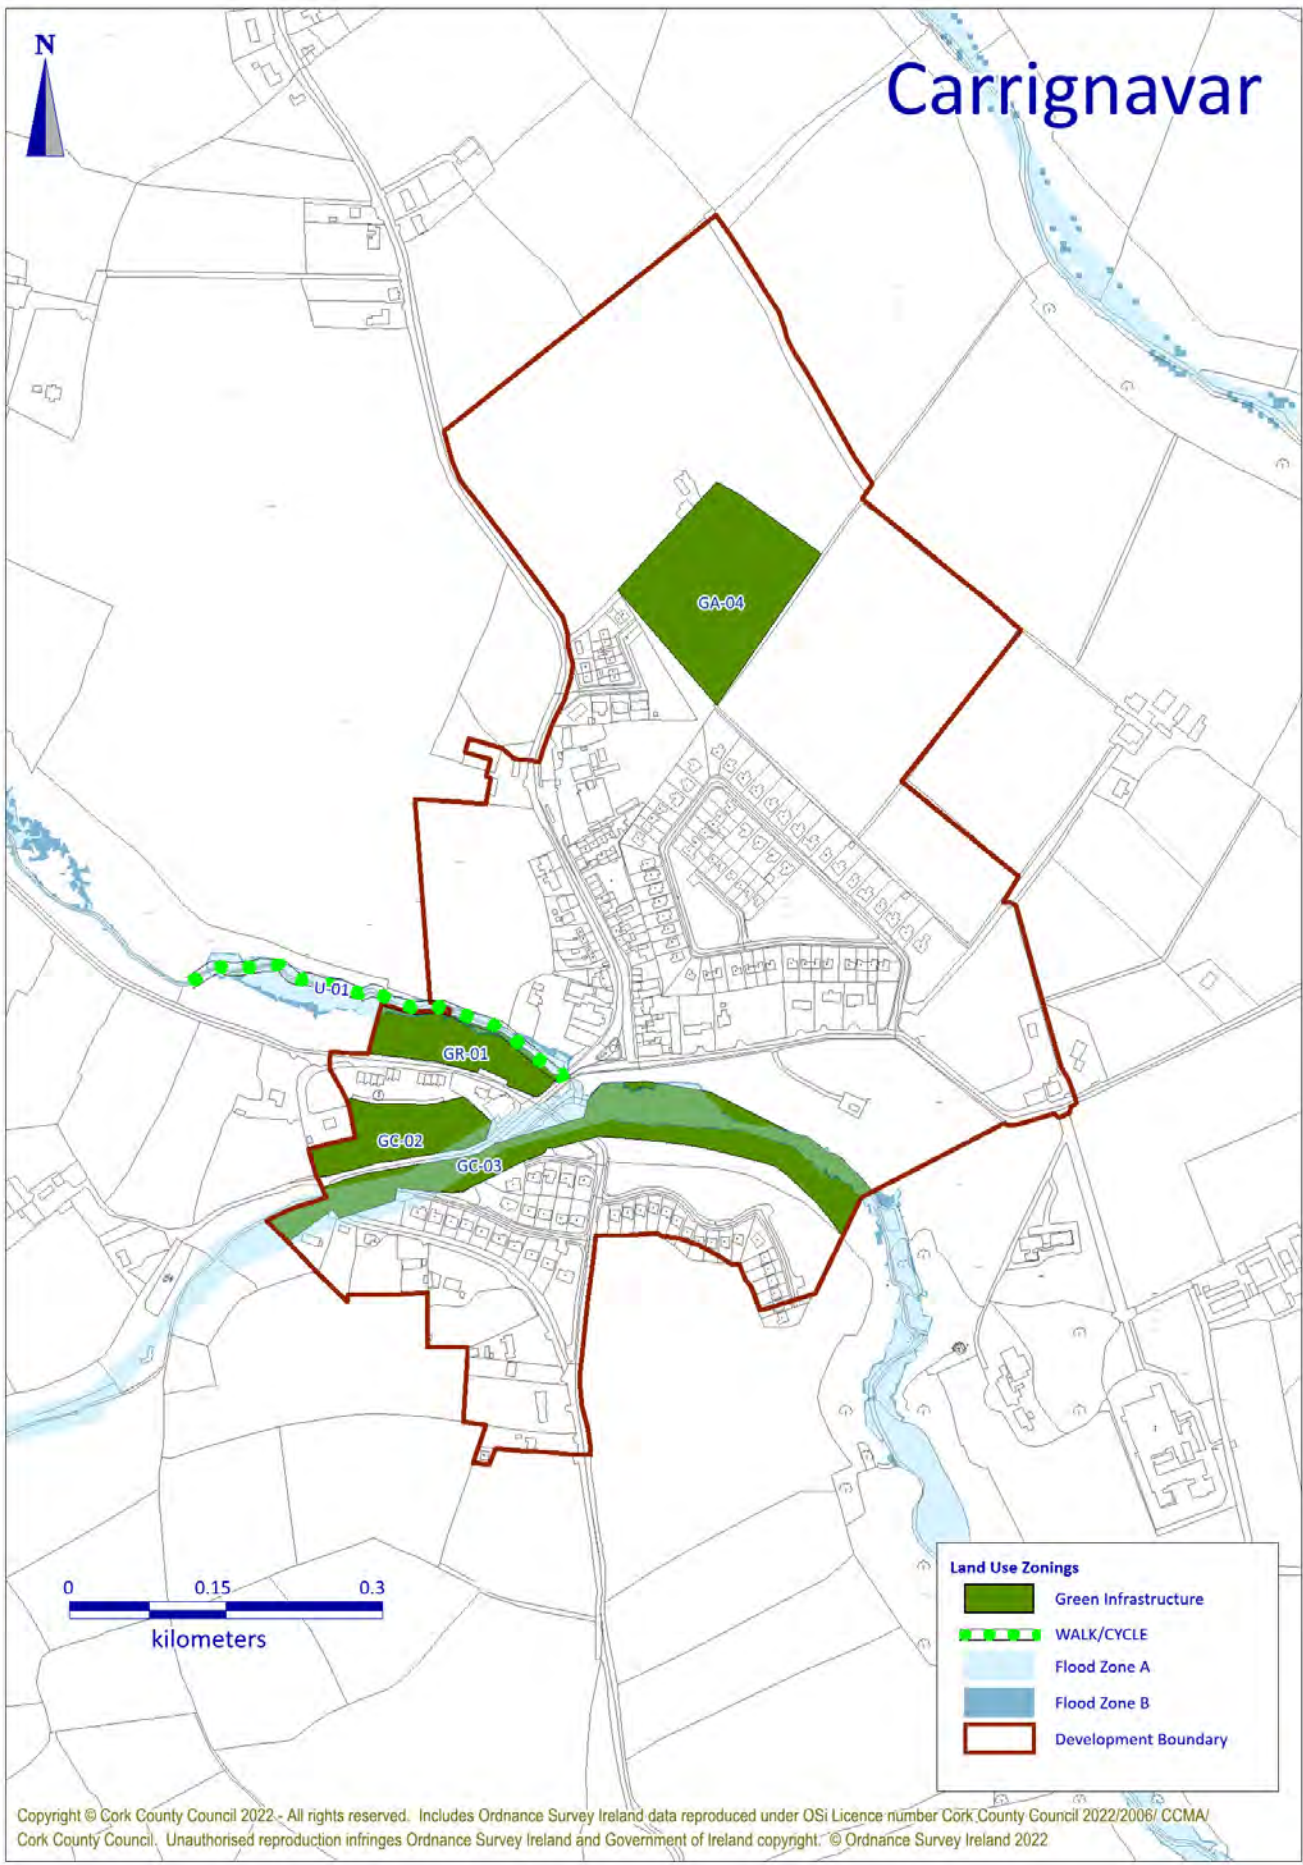 N
Carrignavar
GA-04
U-01
GR-01
GC-02
GC-03
0 0.15 0.3
kilometers
Land Use Zonings
Green Infrastructure
WALK/CYCLE
Flood Zone A
Flood Zone B
Development Boundary
Copyright © Cork County Council 2022 - All rights reserved. Includes Ordnance Survey Ireland data reproduced under OSi Licence number Cork County Council 2022/2006/ CCMA/
Cork County Council. Unauthorised reproduction infringes Ordnance Survey Ireland and Government of Ireland copyright. © Ordnance Survey Ireland 2022